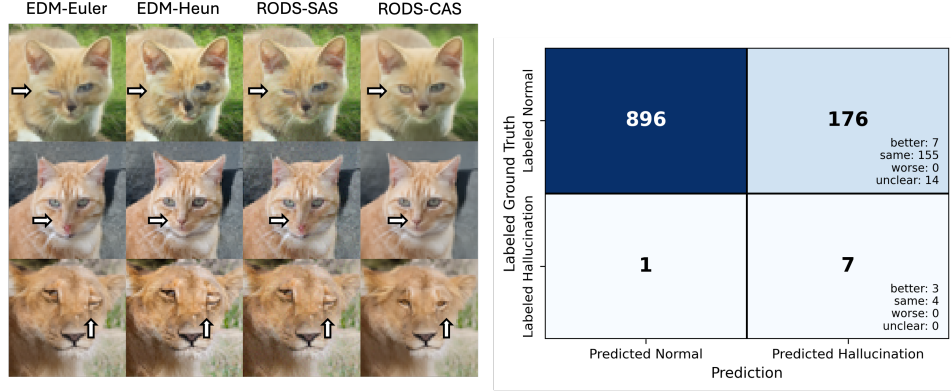 EDM-Euler EDM-Heun RODS-SAS RODS-CAS
Labeled Ground Truth
Labeled Normal
Labeled Hallucination
896
176
better: 7
same: 155
worse: 0
unclear: 14
1
7
better: 3
same: 4
worse: 0
unclear: 0
Predicted Normal Predicted Hallucination
Prediction